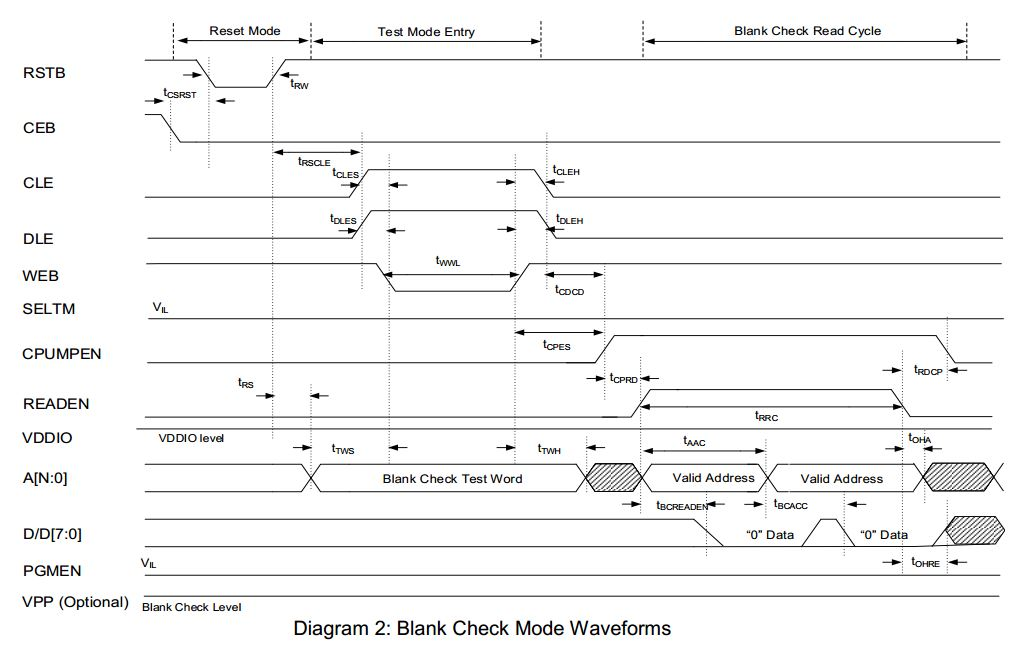 Reset Mode Test Mode Entry Blank Check Read Cycle
RSTB
tRW
tCSRST
CEB
tRSCLE
tCLES tCLEH
CLE
tDLES tDLEH
DLE
tWWL
WEB
tCDCD
SELTM VIL
tCPES
CPUMPEN
tRDCP
tRS tCPRD
READEN
tRRC
VDDIO VDDIO level
tOHA
tTWS tTWH tAAC
A[N:0] Blank Check Test Word Valid Address Valid Address
tBCREADEN tBCACC
D/D[7:0] “0” Data “0” Data
PGMEN VIL tOHRE
VPP (Optional) Blank Check Level
Diagram 2: Blank Check Mode Waveforms